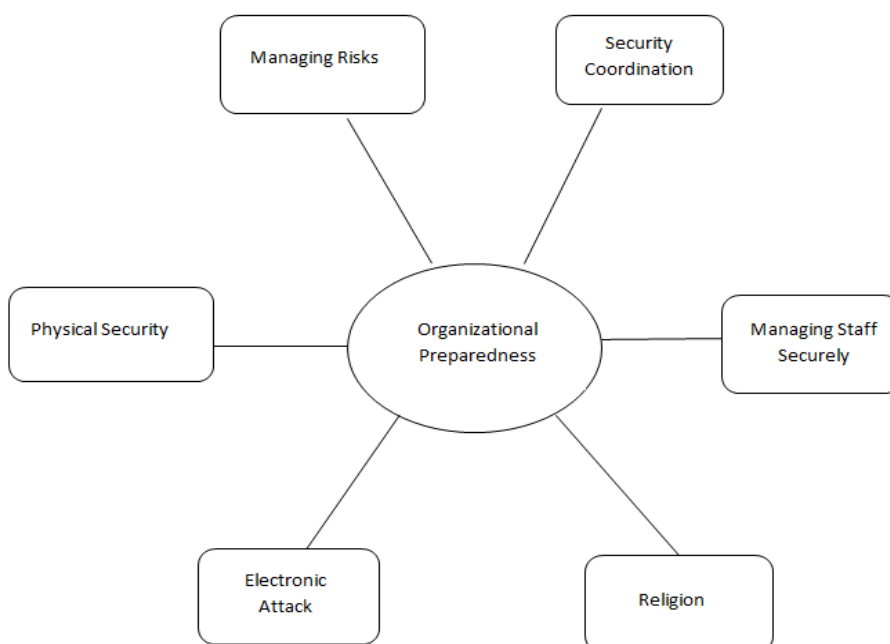 Managing Risks
Security
Coordination
Physical Security
Organizational
Preparedness
Managing Staff
Securely
Electronic
Attack
Religion